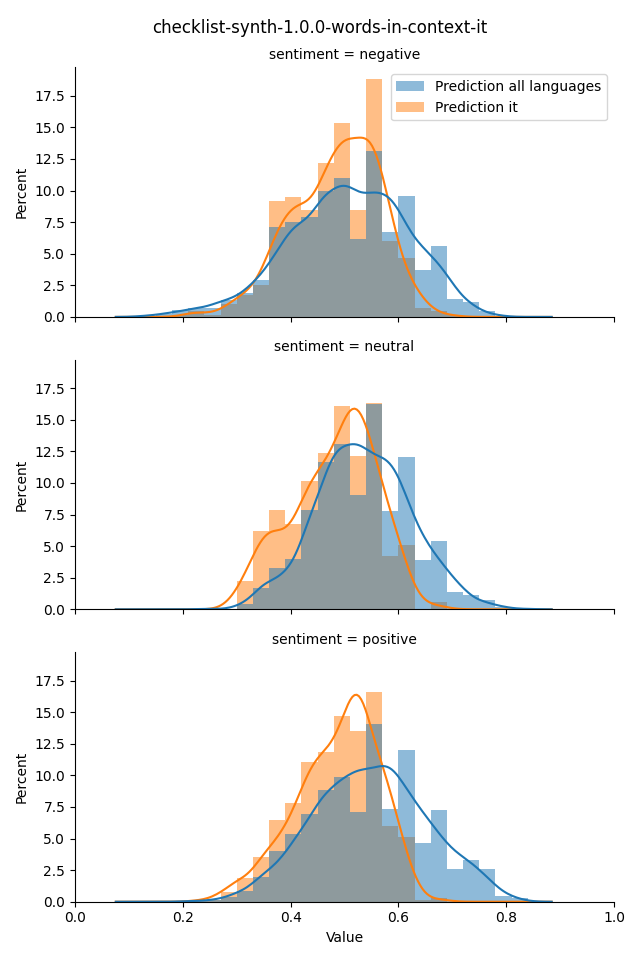 checklist-synth-1.0.0-words-in-context-it
sentiment = negative
Prediction all languages
Prediction it
17.5
15.0
12.5
10.0
7.5
5.0
2.5
0.0
Percent
sentiment = neutral
17.5
15.0
12.5
10.0
7.5
5.0
2.5
0.0
Percent
sentiment = positive
17.5
15.0
12.5
10.0
7.5
5.0
2.5
0.0
Percent
0.0 0.2 0.4 0.6 0.8 1.0
Value